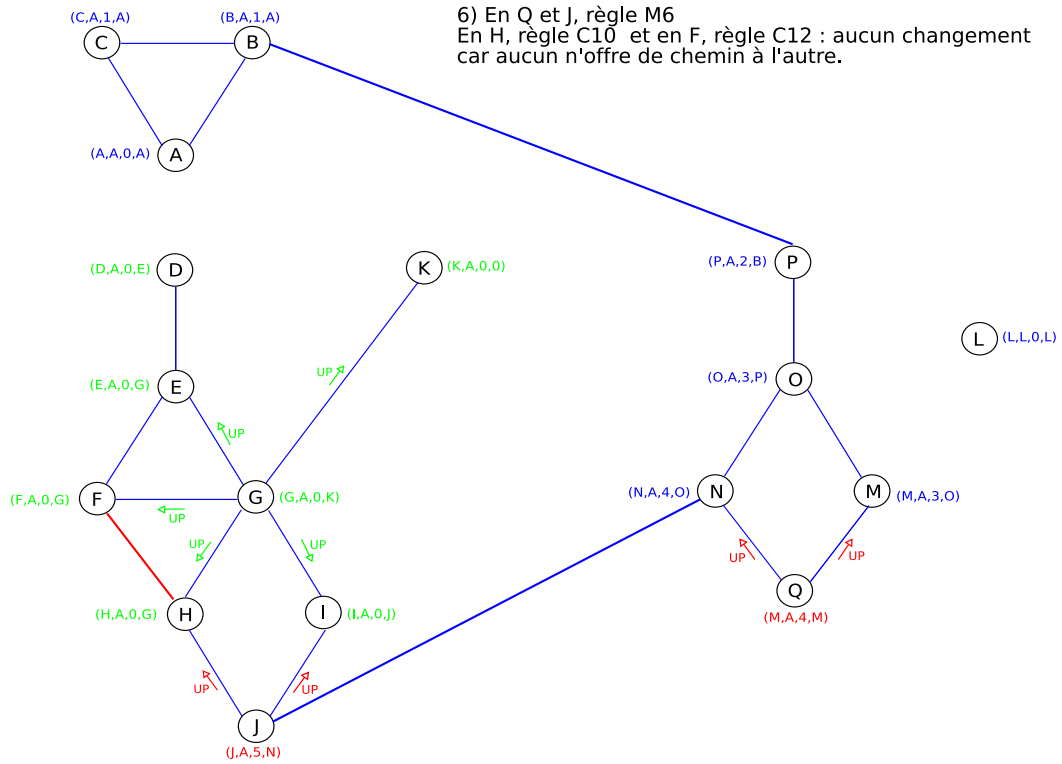 6) En Q et J, règle M6
En H, règle C10 et en F, règle C12 : aucun changement
car aucun n'offre de chemin à l'autre.
(C,A,1,A)
(B,A,1,A)
C
B
(A,A,0,A)
A
(D,A,0,E)
D
K
(K,A,0,0)
(P,A,2,B)
P
L
(L,L,0,L)
UP
(E,A,0,G)
E
(O,A,3,P)
O
UP
(F,A,0,G)
F
G
(G,A,0,K)
(N,A,4,O)
N
M
(M,A,3,O)
UP
UP
UP
UP
UP
Q
(M,A,4,M)
(H,A,0,G)
H
I
(I,A,0,J)
UP
UP
J
(J,A,5,N)